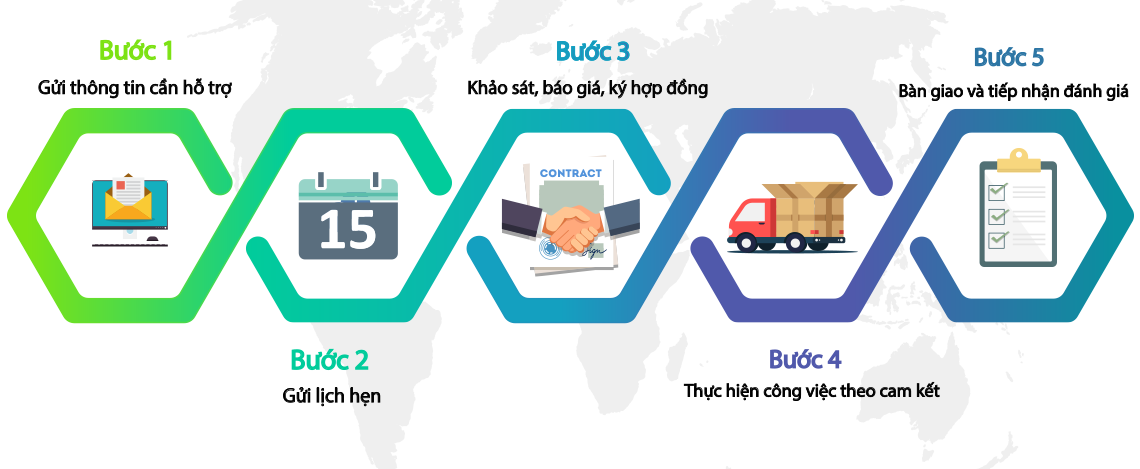 Bước 1
Gửi thông tin cần hỗ trợ
Bước 2
Gửi lịch hẹn
15
Bước 3
Khảo sát, báo giá, ký hợp đồng
CONTRACT
Sign
Bước 4
Thực hiện công việc theo cam kết
Bước 5
Bàn giao và tiếp nhận đánh giá